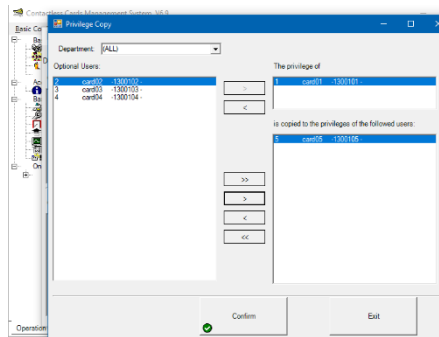 Contactless Cards Management System V6.9
Basic Co
Privilege Copy
Department: (ALL)
Optional Users:
The privilege of
2 card02 -1300102 -
3 card03 -1300103 -
4 card04 -1300104 -
1 card01 -1300101 -
>
<
is copied to the privileges of the followed users:
5 card05 -1300105 -
>>
>
<
<<
Confirm
Exit
Operation